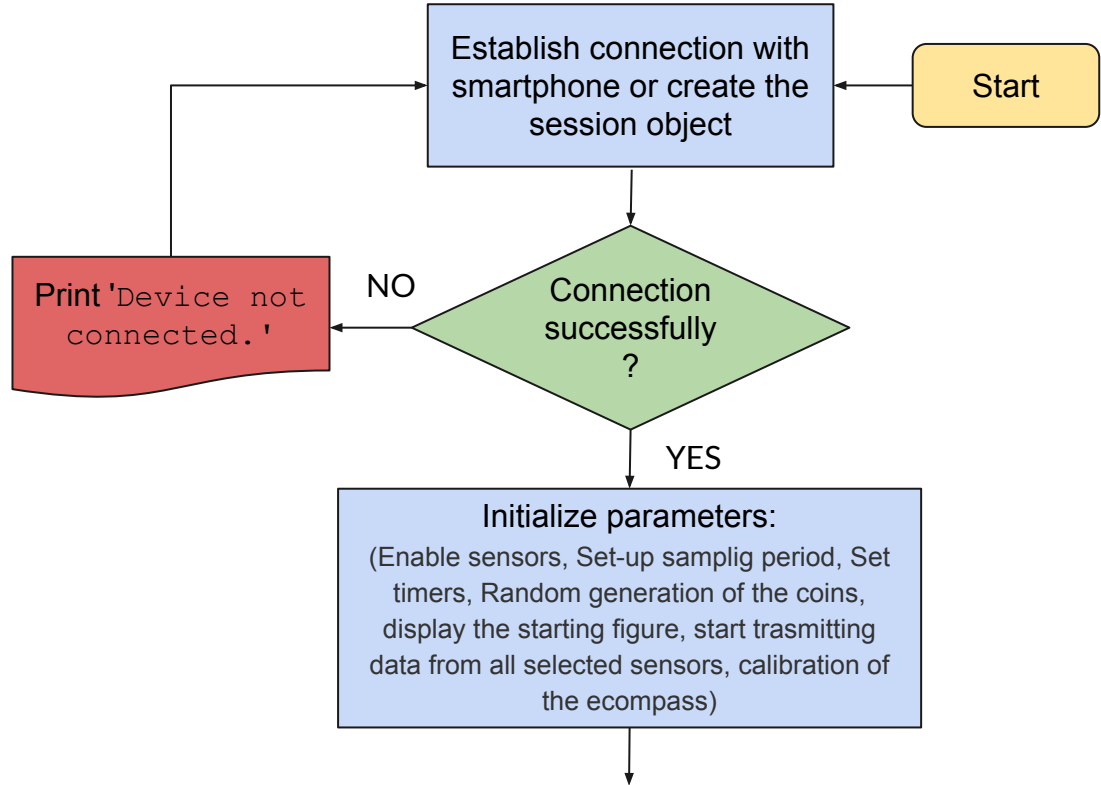 Establish connection with
smartphone or create the
session object
Start
Print 'Device not
connected.'
NO
Connection
successfully
?
YES
Initialize parameters:
(Enable sensors, Set-up samplig period, Set
timers, Random generation of the coins,
display the starting figure, start trasmitting
data from all selected sensors, calibration of
the ecompass)